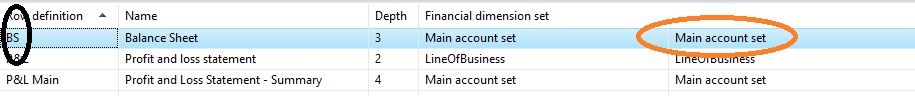 Row definition Name Depth Financial dimension set
BS Balance Sheet 3 Main account set Main account set
P&L Profit and loss statement 2 LineOfBusiness LineOfBusiness
P&L Main Profit and Loss Statement - Summary 4 Main account set Main account set